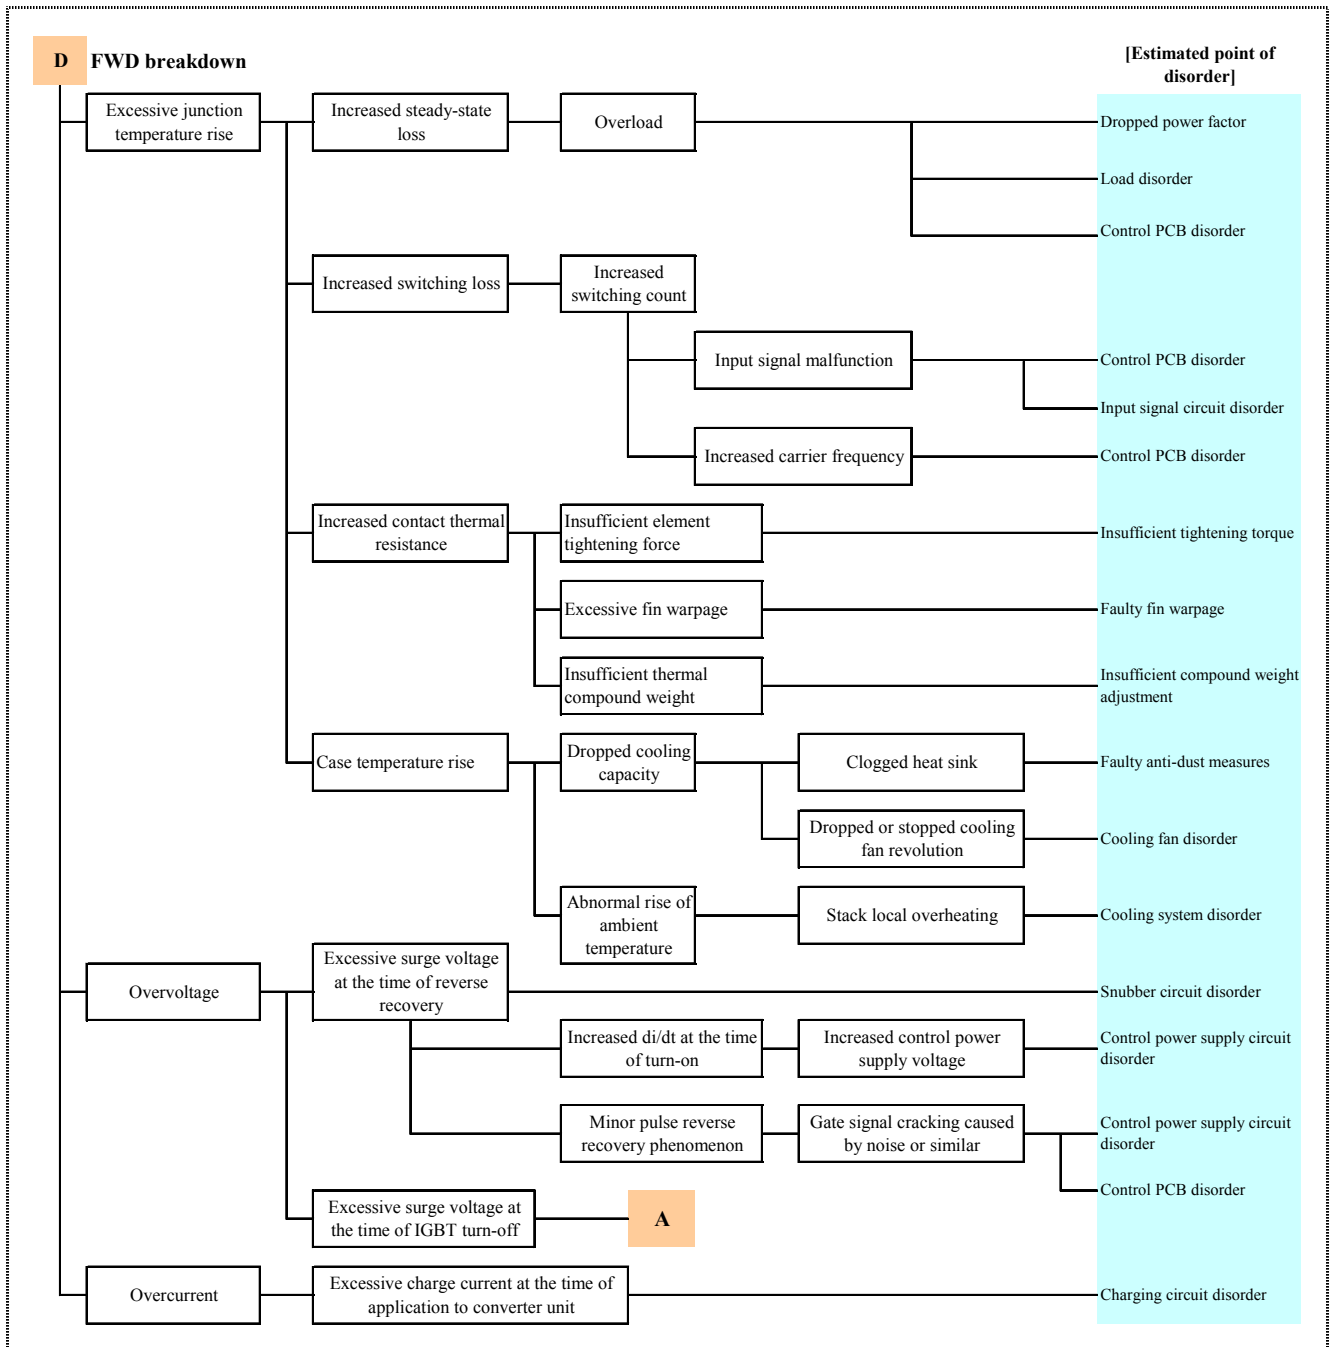 D
FWD breakdown
[Estimated point of
disorder]
Excessive junction
temperature rise
Increased steady-state
loss
Overload
Dropped power factor
Load disorder
Control PCB disorder
Increased switching loss
Increased
switching count
Input signal malfunction
Control PCB disorder
Input signal circuit disorder
Increased carrier frequency
Control PCB disorder
Increased contact thermal
resistance
Insufficient element
tightening force
Insufficient tightening torque
Excessive fin warpage
Faulty fin warpage
Insufficient thermal
compound weight
Insufficient compound weight
adjustment
Case temperature rise
Dropped cooling
capacity
Clogged heat sink
Faulty anti-dust measures
Dropped or stopped cooling
fan revolution
Cooling fan disorder
Abnormal rise of
ambient
temperature
Stack local overheating
Cooling system disorder
Overvoltage
Excessive surge voltage
at the time of reverse
recovery
Snubber circuit disorder
Increased di/dt at the time
of turn-on
Increased control power
supply voltage
Control power supply circuit
disorder
Minor pulse reverse
recovery phenomenon
Gate signal cracking caused
by noise or similar
Control power supply circuit
disorder
Control PCB disorder
Excessive surge voltage at
the time of IGBT turn-off
A
Overcurrent
Excessive charge current at the time of
application to converter unit
Charging circuit disorder